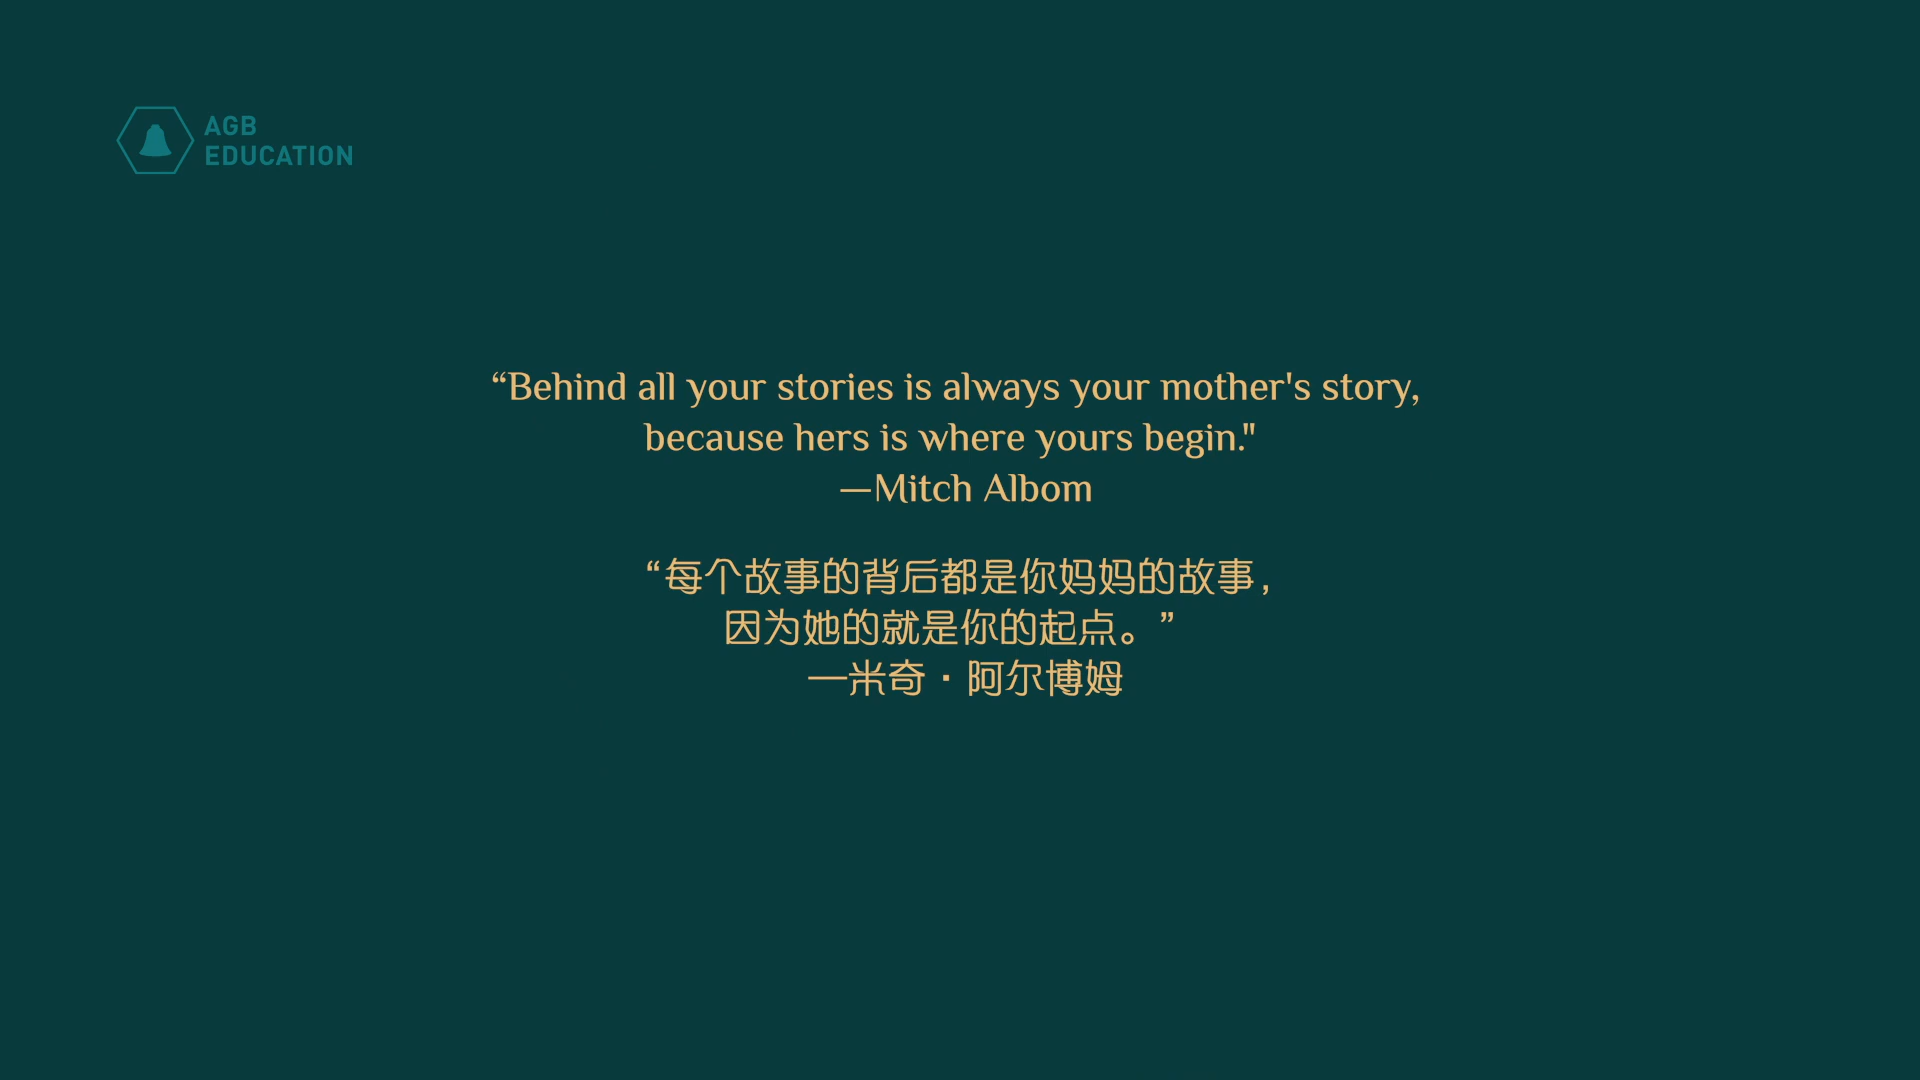 AGB
EDUCATION
“Behind all your stories is always your mother's story,
because hers is where yours begin."
—Mitch Albom
“每个故事的背后都是你妈妈的故事,
因为她的就是你的起点。”
—米奇·阿尔博姆